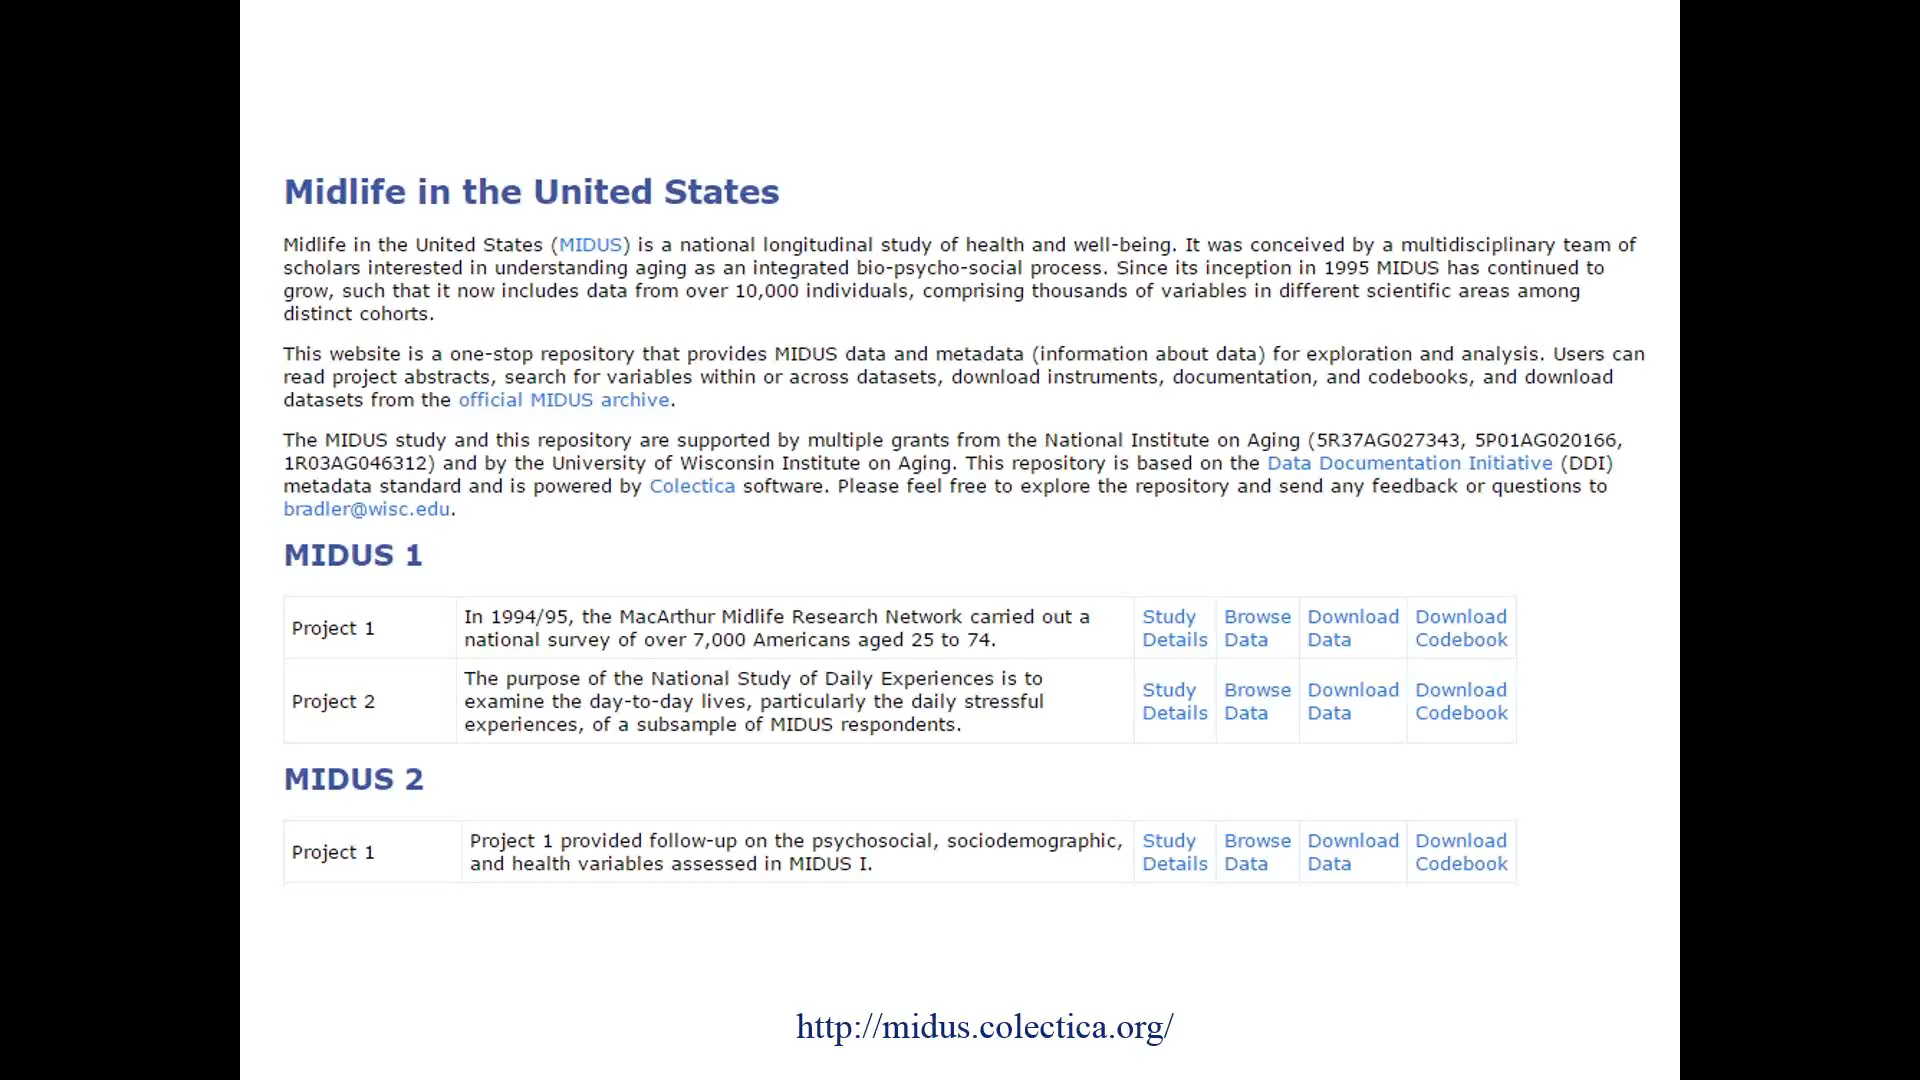 Midlife in the United States
Midlife in the United States (MIDUS) is a national longitudinal study of health and well-being. It was conceived by a multidisciplinary team of
scholars interested in understanding aging as an integrated bio-psycho-social process. Since its inception in 1995 MIDUS has continued to
grow, such that it now includes data from over 10,000 individuals, comprising thousands of variables in different scientific areas among
distinct cohorts.
This website is a one-stop repository that provides MIDUS data and metadata (information about data) for exploration and analysis. Users can
read project abstracts, search for variables within or across datasets, download instruments, documentation, and codebooks, and download
datasets from the official MIDUS archive.
The MIDUS study and this repository are supported by multiple grants from the National Institute on Aging (5R37AG027343, 5P01AG020166,
1R03AG046312) and by the University of Wisconsin Institute on Aging. This repository is based on the Data Documentation Initiative (DDI)
metadata standard and is powered by Colectica software. Please feel free to explore the repository and send any feedback or questions to
bradler@wisc.edu.
MIDUS 1
Project 1
In 1994/95, the MacArthur Midlife Research Network carried out a
national survey of over 7,000 Americans aged 25 to 74.
Study
Details
Browse
Data
Download
Data
Download
Codebook
Project 2
The purpose of the National Study of Daily Experiences is to
examine the day-to-day lives, particularly the daily stressful
experiences, of a subsample of MIDUS respondents.
Study
Details
Browse
Data
Download
Data
Download
Codebook
MIDUS 2
Project 1
Project 1 provided follow-up on the psychosocial, sociodemographic,
and health variables assessed in MIDUS I.
Study
Details
Browse
Data
Download
Data
Download
Codebook
http://midus.colectica.org/